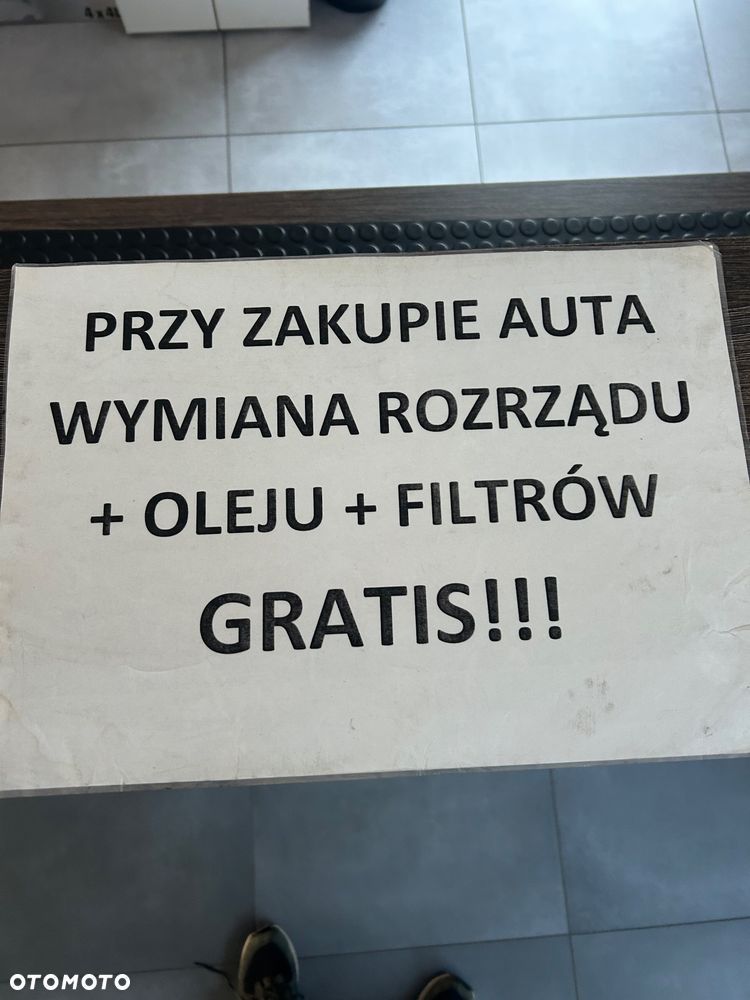 PRZY ZAKUPIE AUTA
WYMIANA ROZRZĄDU
+ OLEJU + FILTRÓW
GRATIS!!!
OTOMOTO